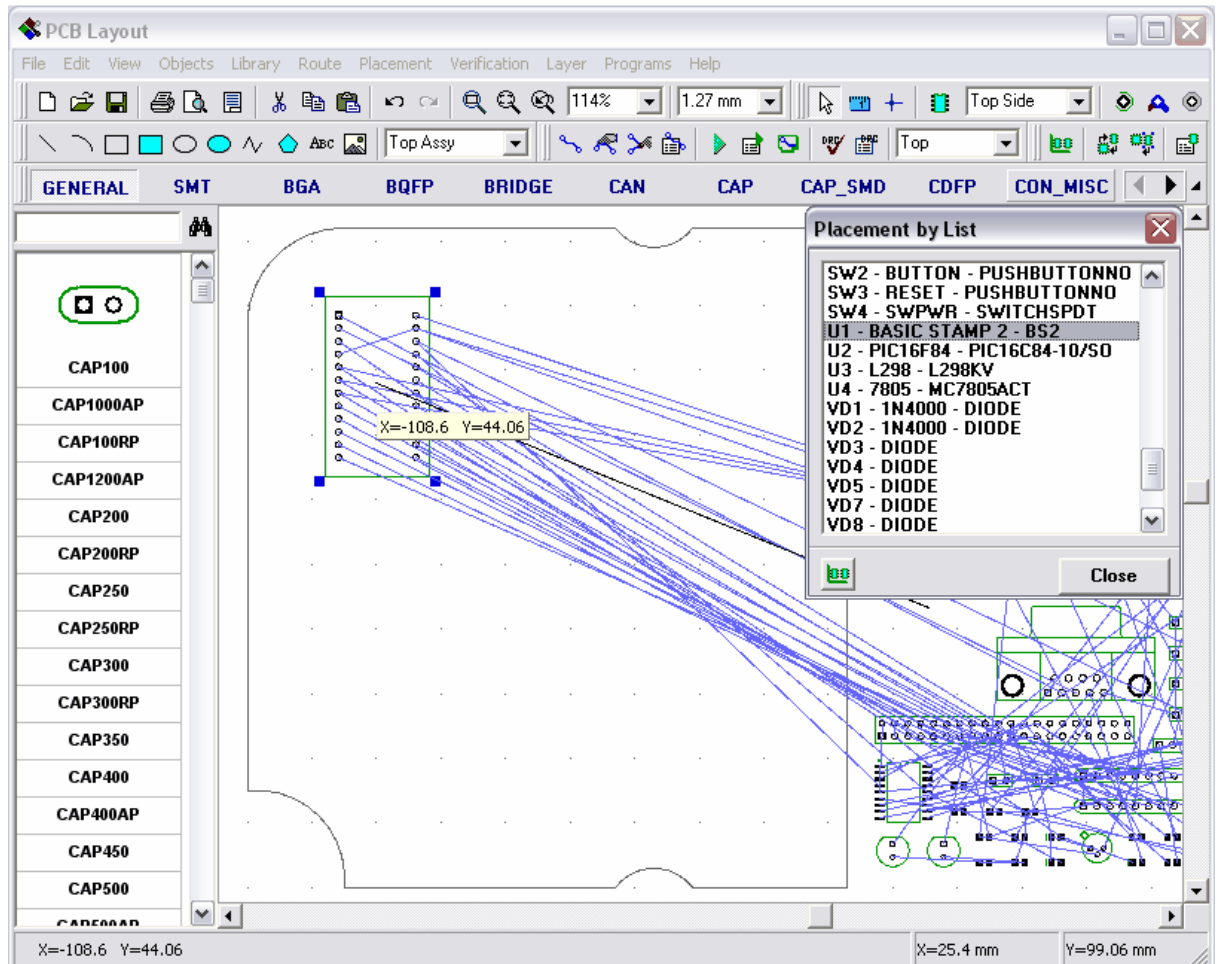 PCB Layout
File Edit View Objects Library Route Placement Verification Layer Programs Help
114% 1.27 mm Top Side
ABC Top Assy DRC DRC Top
GENERAL SMT BGA BQFP BRIDGE CAN CAP CAP_SMD CDFP CON_MISC
CAP100
CAP1000AP
CAP100RP
CAP1200AP
CAP200
CAP200RP
CAP250
CAP250RP
CAP300
CAP300RP
CAP350
CAP400
CAP400AP
CAP450
CAP500
CAP500AP
X=-108.6 Y=44.06
Placement by List
SW2 - BUTTON - PUSHBUTTONNO
SW3 - RESET - PUSHBUTTONNO
SW4 - SWPWR - SWITCHSPDT
U1 - BASIC STAMP 2 - BS2
U2 - PIC16F84 - PIC16C84-10/SO
U3 - L298 - L298KV
U4 - 7805 - MC7805ACT
VD1 - 1N4000 - DIODE
VD2 - 1N4000 - DIODE
VD3 - DIODE
VD4 - DIODE
VD5 - DIODE
VD7 - DIODE
VD8 - DIODE
Close
X=-108.6 Y=44.06 X=25.4 mm Y=99.06 mm